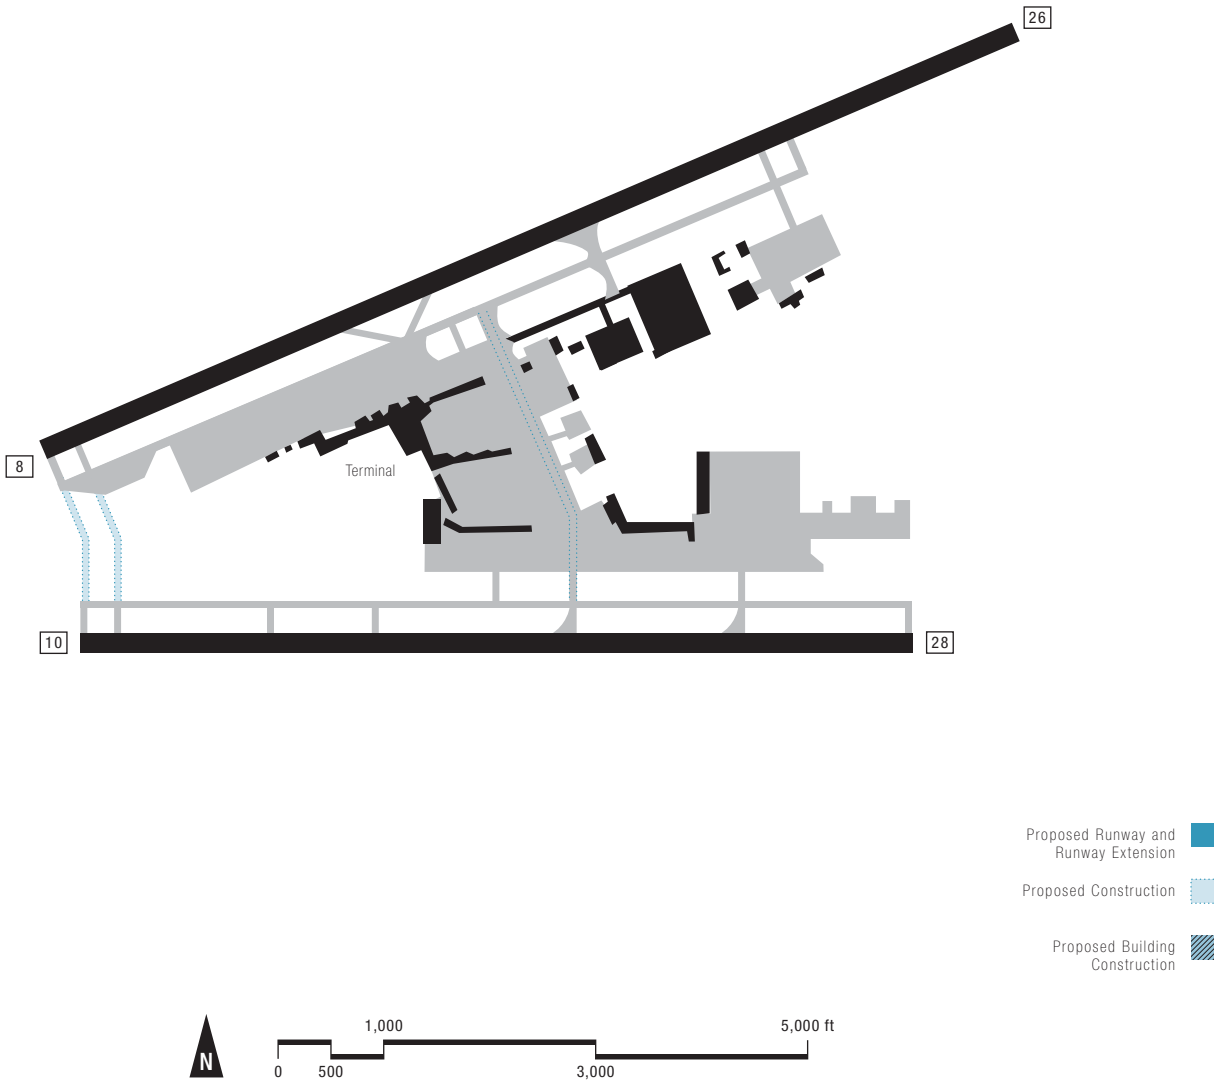 26
8
Terminal
10
28
Proposed Runway and
Runway Extension
Proposed Construction
Proposed Building
Construction
N
1,000
5,000 ft
0
500
3,000